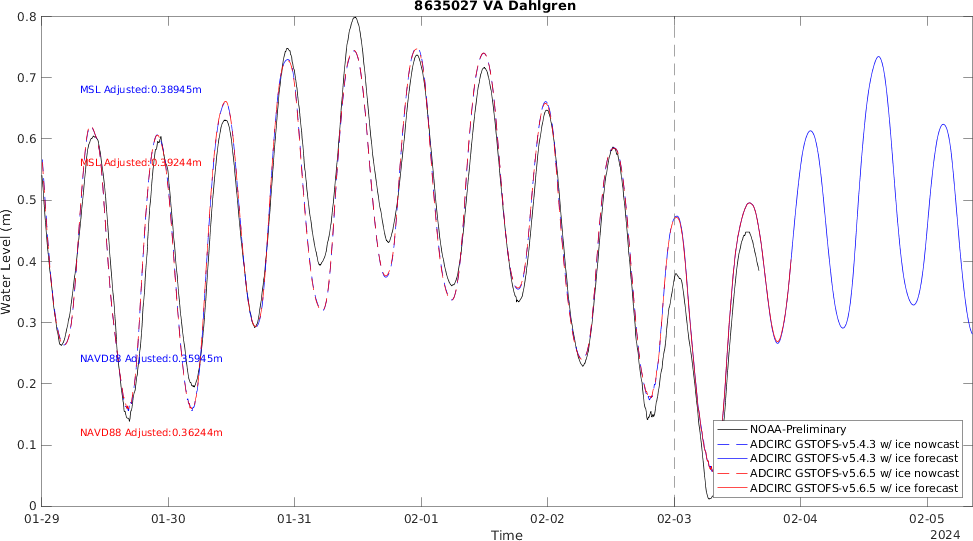 8635027 VA Dahlgren
0.8
0.7
0.6
0.5
0.4
0.3
0.2
0.1
0
Water Level (m)
MSL Adjusted:0.38945m
MSL Adjusted:0.39244m
NAVD88 Adjusted:0.35945m
NAVD88 Adjusted:0.36244m
NOAA-Preliminary
ADCIRC GSTOFS-v5.4.3 w/ ice nowcast
ADCIRC GSTOFS-v5.4.3 w/ ice forecast
ADCIRC GSTOFS-v5.6.5 w/ ice nowcast
ADCIRC GSTOFS-v5.6.5 w/ ice forecast
01-29
01-30
01-31
02-01
02-02
02-03
02-04
02-05
Time
2024